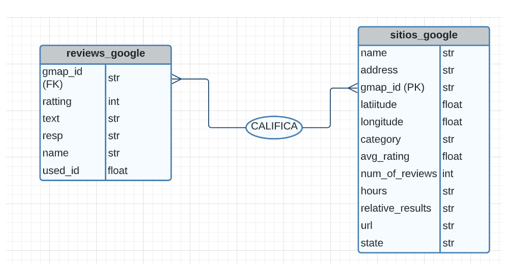 reviews_google
gmap_id (FK) str
ratting int
text str
resp str
name str
used_id float
CALIFICA
sitios_google
name str
address str
gmap_id (PK) str
latiitude float
longitude float
category str
avg_rating float
num_of_reviews int
hours str
relative_results str
url str
state str